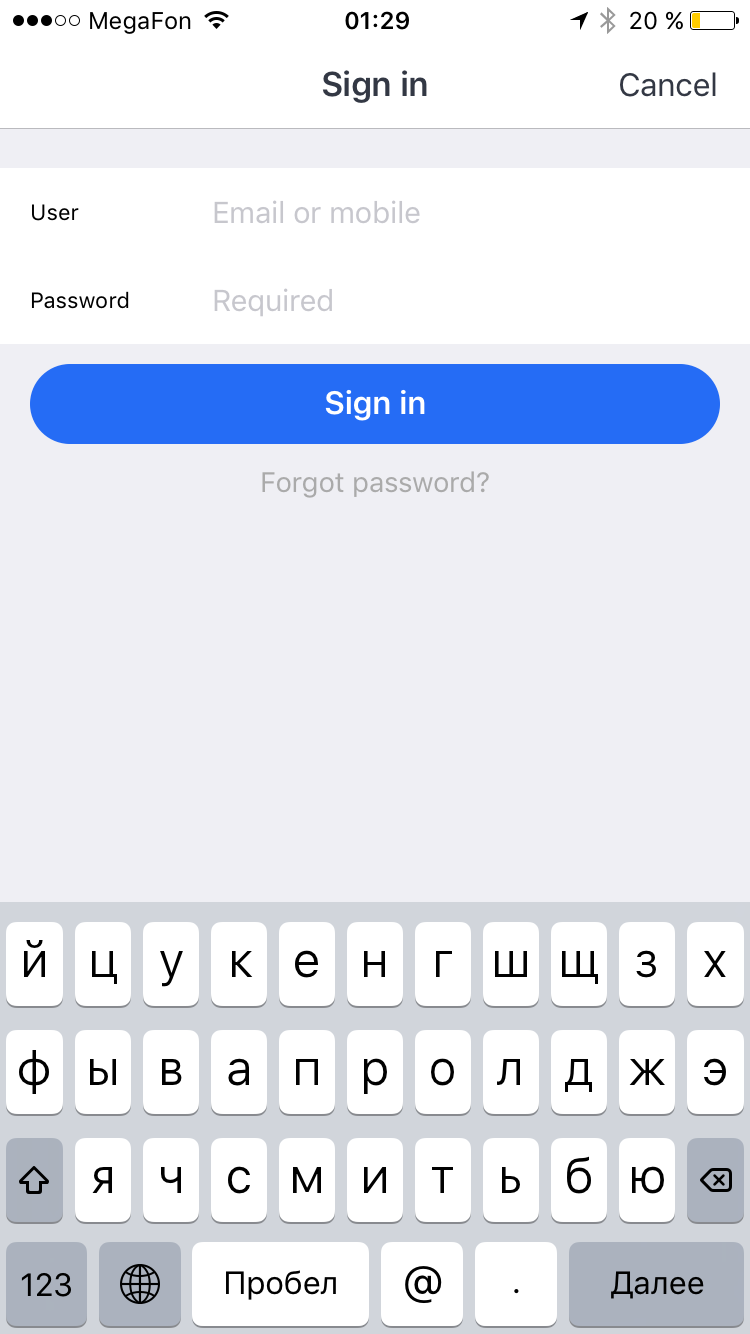 MegaFon 01:29 20 %
Sign in Cancel
User Email or mobile
Password Required
Sign in
Forgot password?
й ц у к е н г ш щ з х
ф ы в а п р о л д ж э
я ч с м и т ь б ю
123 Пробел @ . Далее